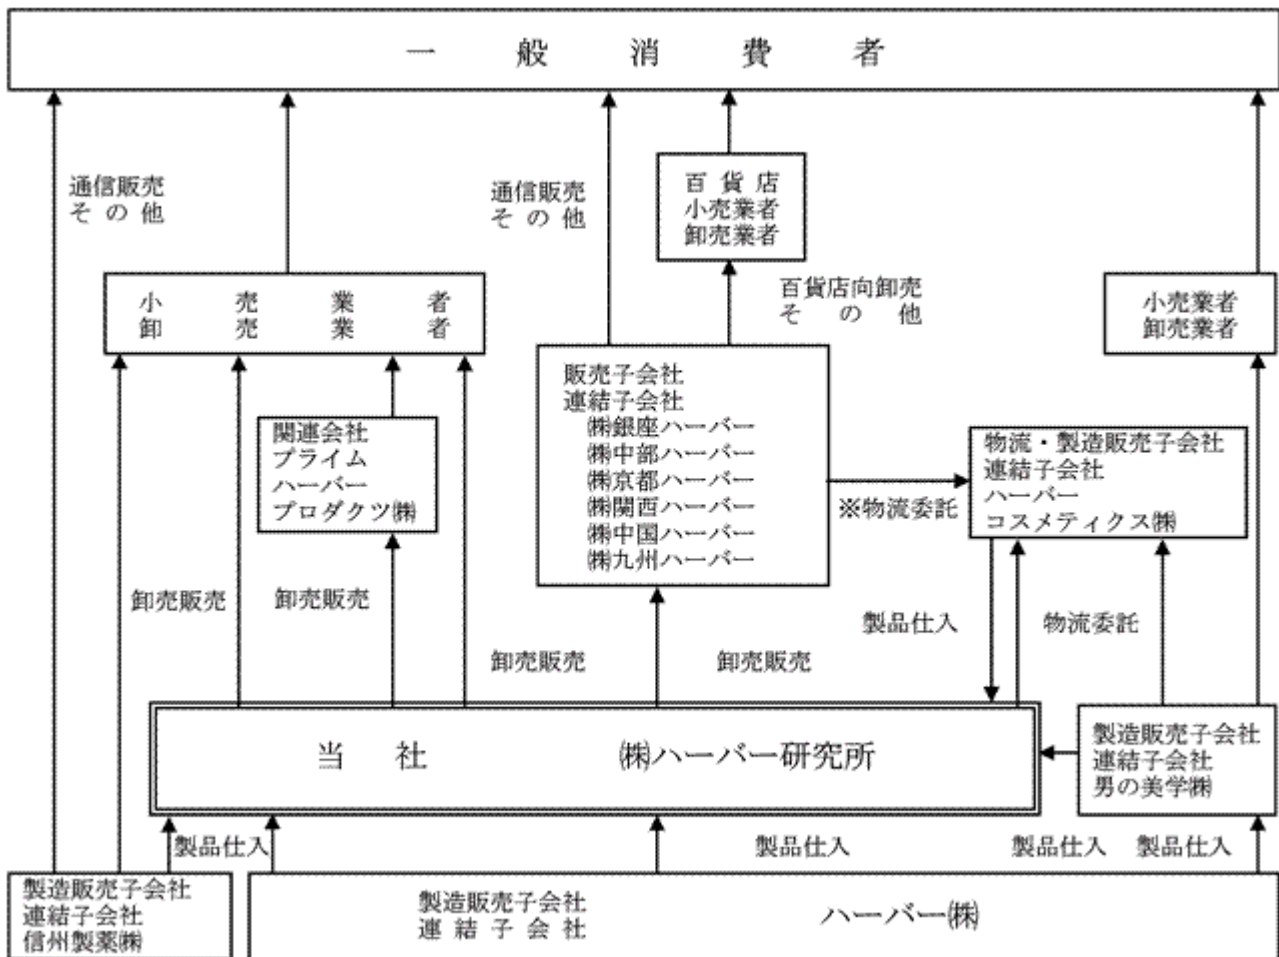 一般消費者
通信販売
その他
通信販売
その他
百貨店
小売業者
卸売業者
百貨店向卸売
その他
小売業者
卸売業者
小売業者
卸売業者
関連会社
プライム
ハーバー
プロダクツ㈱
販売子会社
連結子会社
㈱銀座ハーバー
㈱中部ハーバー
㈱京都ハーバー
㈱関西ハーバー
㈱中国ハーバー
㈱九州ハーバー
※物流委託
物流・製造販売子会社
連結子会社
ハーバー
コスメティクス㈱
卸売販売
卸売販売
卸売販売
卸売販売
製品仕入
物流委託
当社 ㈱ハーバー研究所
製造販売子会社
連結子会社
男の美学㈱
製品仕入
製品仕入
製品仕入
製品仕入
製造販売子会社
連結子会社
信州製薬㈱
製造販売子会社
連結子会社
ハーバー㈱